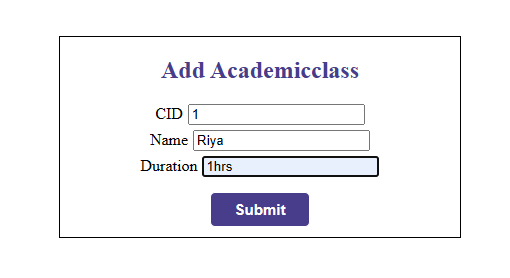 Add Academicclass
CID 1
Name Riya
Duration 1hrs
Submit